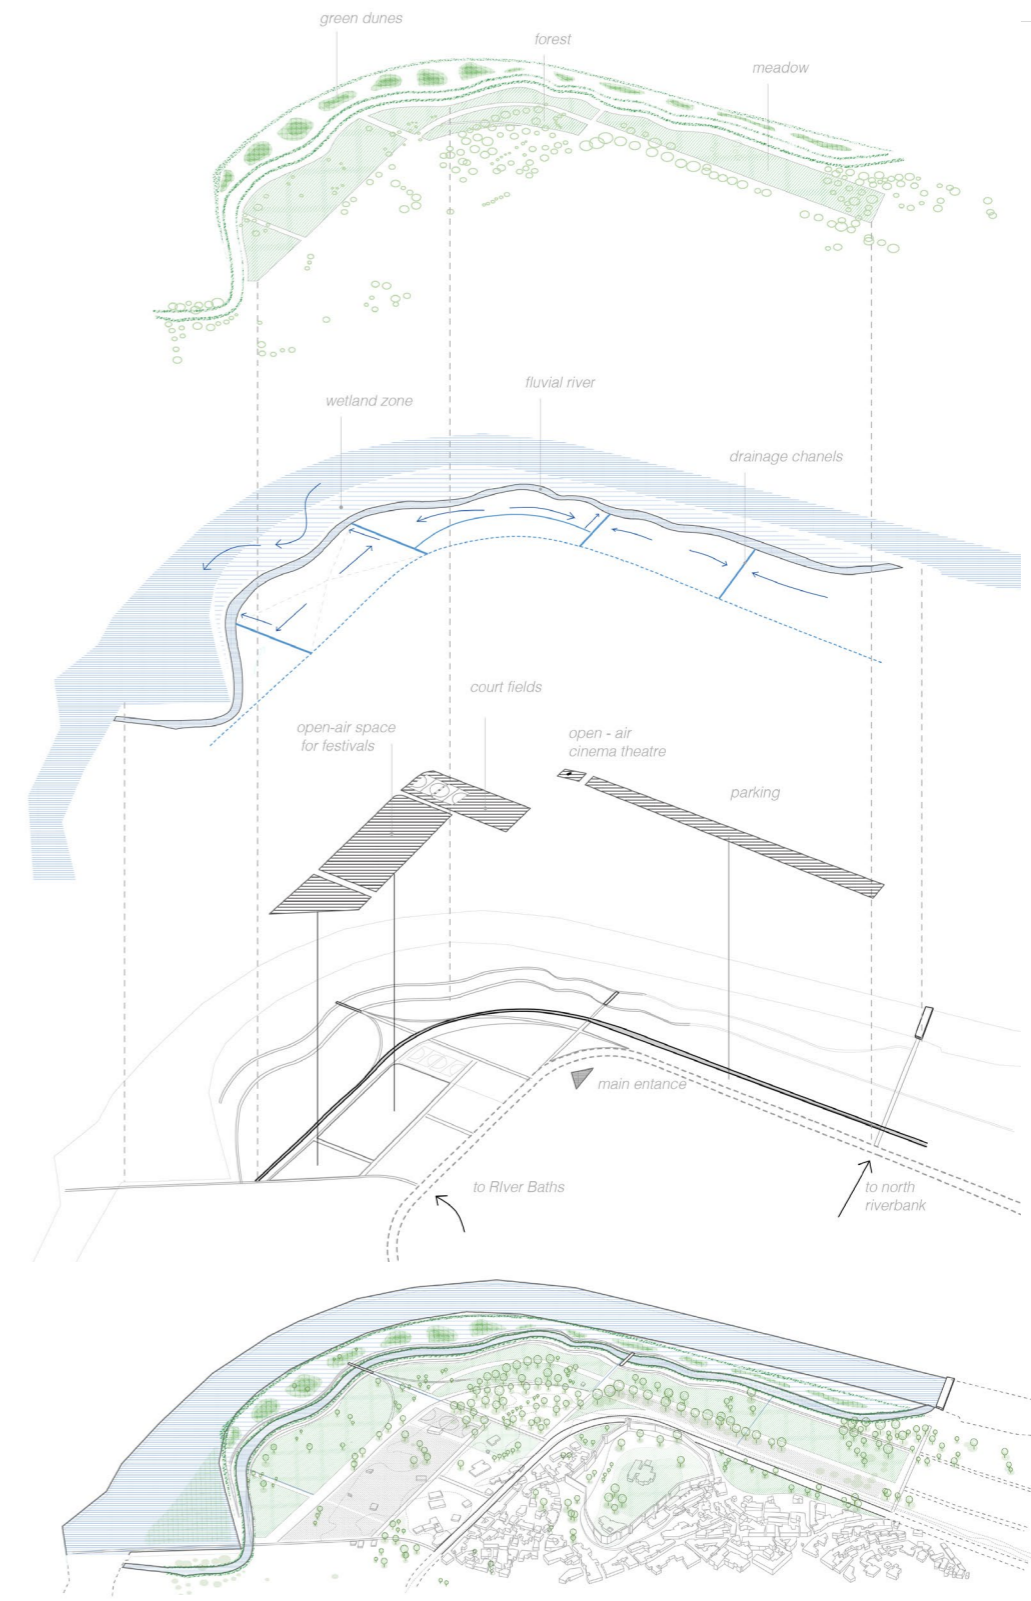 green dunes
forest
meadow
fluvial river
wetland zone
drainage chanels
court fields
open-air space
for festivals
open - air
cinema theatre
parking
main entance
to RIver Baths
to north
riverbank